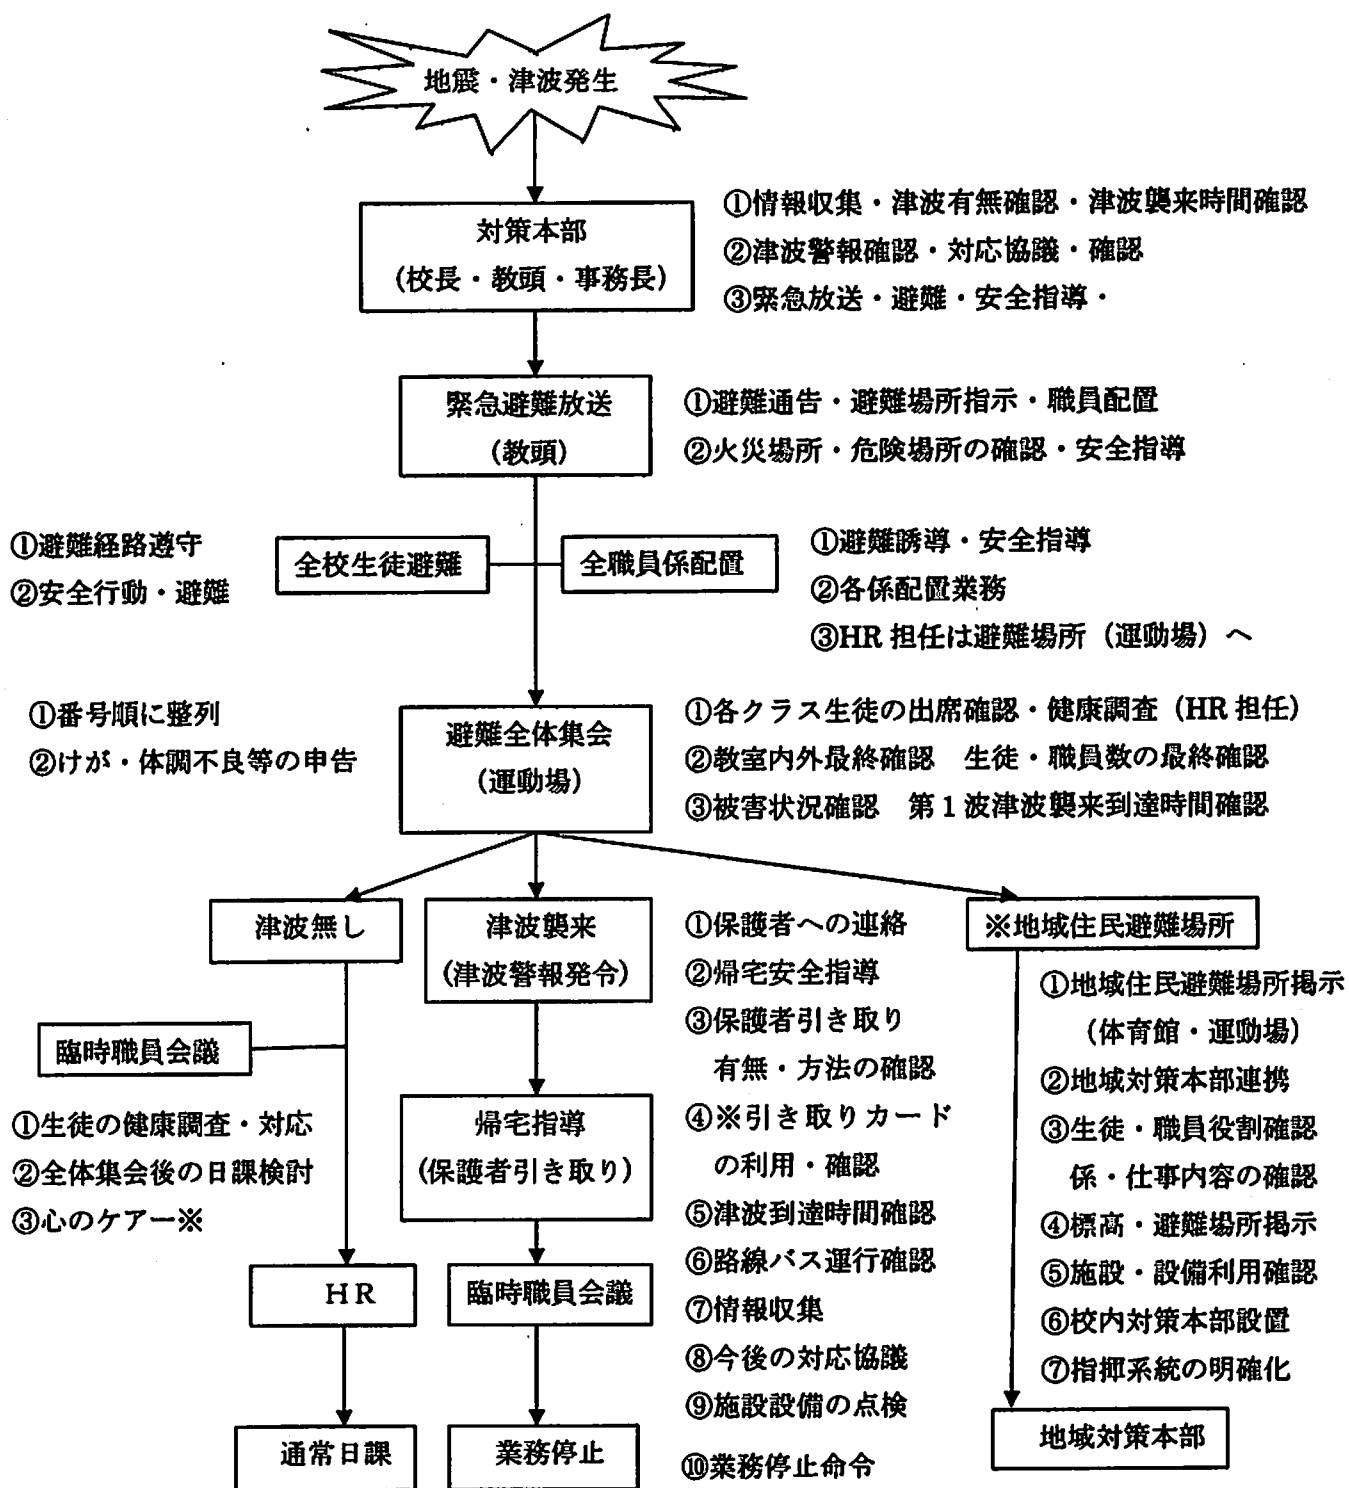 地震・津波発生
対策本部
(校長・教頭・事務長)
①情報収集・津波有無確認・津波襲来時間確認
②津波警報確認・対応協議・確認
③緊急放送・避難・安全指導・
緊急避難放送
(教頭)
①避難通告・避難場所指示・職員配置
②火災場所・危険場所の確認・安全指導
①避難経路遵守
②安全行動・避難
全校生徒避難
全職員係配置
①避難誘導・安全指導
②各係配置業務
③HR担任は避難場所（運動場）へ
①番号順に整列
②けが・体調不良等の申告
避難全体集会
(運動場)
①各クラス生徒の出席確認・健康調査（HR担任）
②教室内外最終確認　生徒・職員数の最終確認
③被害状況確認　第1波津波襲来到達時間確認
津波無し
臨時職員会議
①生徒の健康調査・対応
②全体集会後の日課検討
③心のケアー※
HR
通常日課
津波襲来
(津波警報発令)
帰宅指導
(保護者引き取り)
臨時職員会議
業務停止
①保護者への連絡
②帰宅安全指導
③保護者引き取り
有無・方法の確認
④※引き取りカード
の利用・確認
⑤津波到達時間確認
⑥路線バス運行確認
⑦情報収集
⑧今後の対応協議
⑨施設設備の点検
⑩業務停止命令
※地域住民避難場所
①地域住民避難場所掲示
（体育館・運動場）
②地域対策本部連携
③生徒・職員役割確認
係・仕事内容の確認
④標高・避難場所掲示
⑤施設・設備利用確認
⑥校内対策本部設置
⑦指揮系統の明確化
地域対策本部